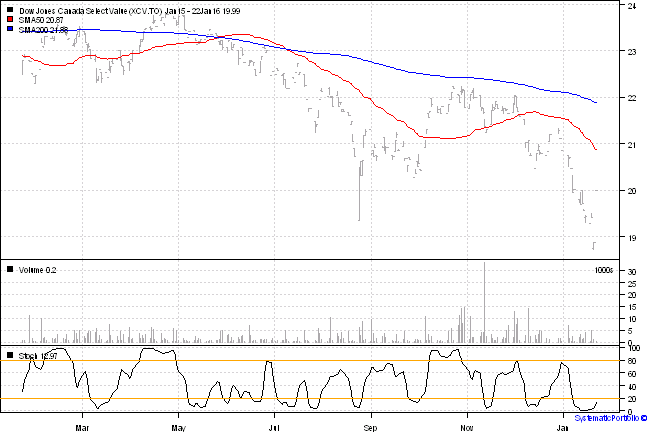 Dow Jones Canada Select Value (XCV.TO) Jan 15 - 22Jan16 19.99
SMA50 20.87
SMA200 21.88
24
23
22
21
20
19
Volume 0.2
1000s
30
25
20
15
10
5
0
Stoch 12.97
100
80
60
40
20
0
Mar May Jul Sep Nov Jan
SystematicPortfolio ©